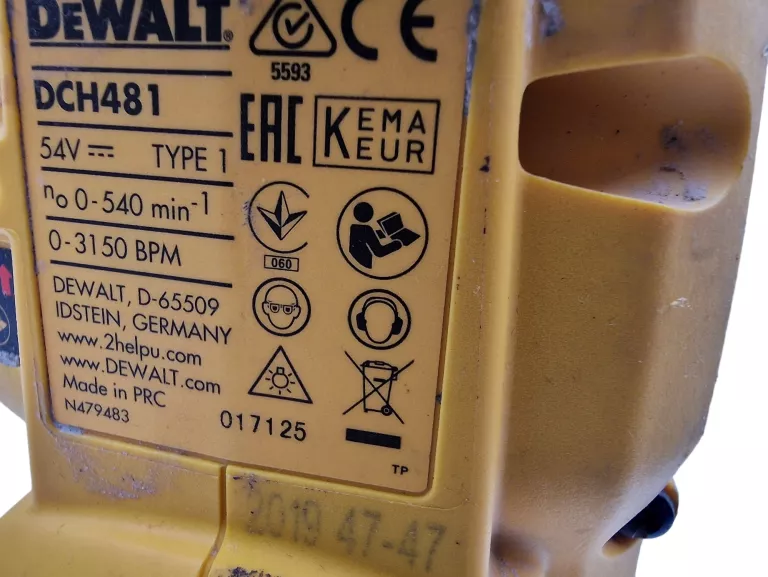 DEWALT®
5593
CE
DCH481
EAC
KEMA
KEUR
54V TYPE 1
n₀ 0-540 min⁻¹
0-3150 BPM
060
DEWALT, D-65509
IDSTEIN, GERMANY
www.2helpu.com
www.DEWALT.com
Made in PRC
N479483
017125
TP
2019 47-47